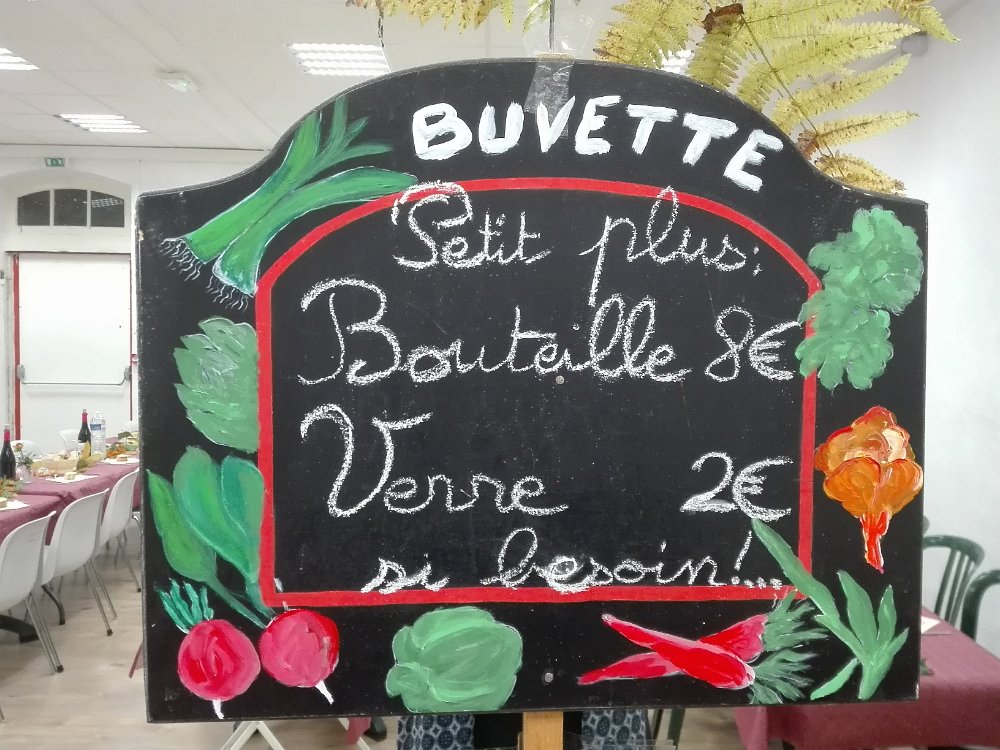 BUVETTE
Petit plus:
Bouteille 8€
Verre 2€
si besoin!...